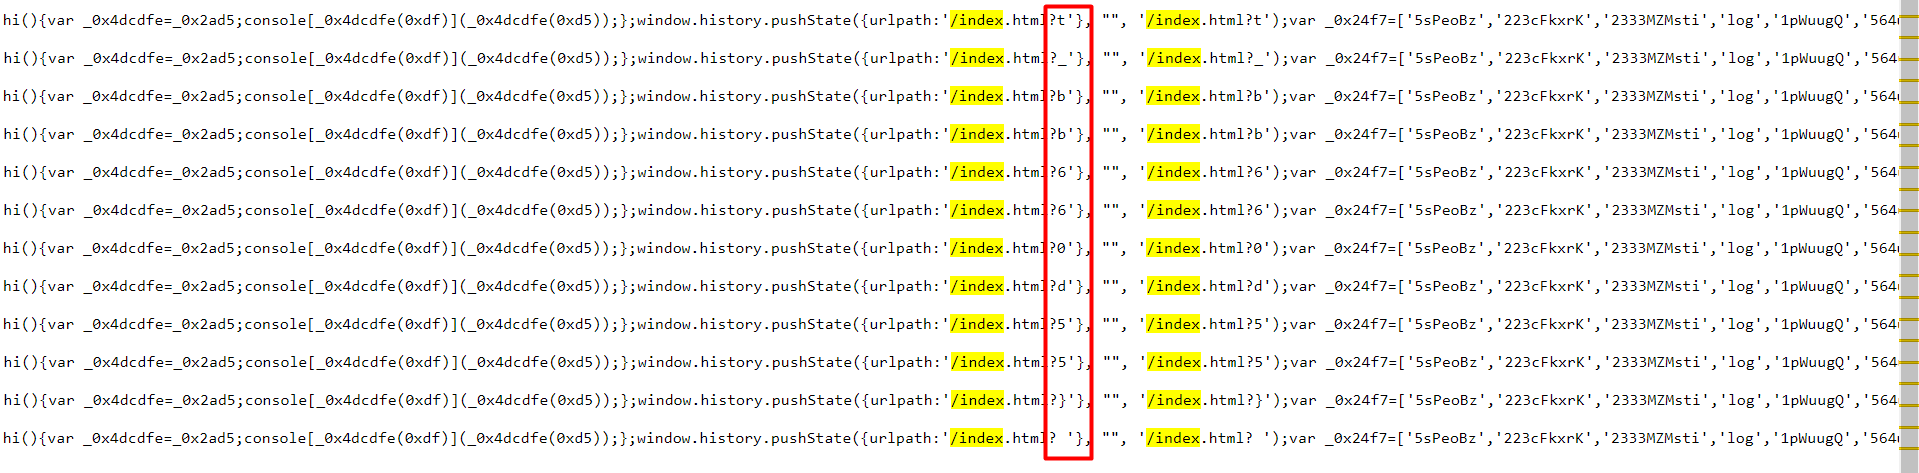 hi(){var _0x4dcdfe=_0x2ad5;console[_0x4dcdfe(0xdf)](_0x4dcdfe(0xd5));};window.history.pushState({urlpath:'/index.html?t'}, "", '/index.html?t');var _0x24f7=['5sPeoBz','223cFkxrK','2333MZMsti','log','1pWuugQ','564
hi(){var _0x4dcdfe=_0x2ad5;console[_0x4dcdfe(0xdf)](_0x4dcdfe(0xd5));};window.history.pushState({urlpath:'/index.html?_'}, "", '/index.html?_');var _0x24f7=['5sPeoBz','223cFkxrK','2333MZMsti','log','1pWuugQ','564
hi(){var _0x4dcdfe=_0x2ad5;console[_0x4dcdfe(0xdf)](_0x4dcdfe(0xd5));};window.history.pushState({urlpath:'/index.html?b'}, "", '/index.html?b');var _0x24f7=['5sPeoBz','223cFkxrK','2333MZMsti','log','1pWuugQ','564
hi(){var _0x4dcdfe=_0x2ad5;console[_0x4dcdfe(0xdf)](_0x4dcdfe(0xd5));};window.history.pushState({urlpath:'/index.html?b'}, "", '/index.html?b');var _0x24f7=['5sPeoBz','223cFkxrK','2333MZMsti','log','1pWuugQ','564
hi(){var _0x4dcdfe=_0x2ad5;console[_0x4dcdfe(0xdf)](_0x4dcdfe(0xd5));};window.history.pushState({urlpath:'/index.html?6'}, "", '/index.html?6');var _0x24f7=['5sPeoBz','223cFkxrK','2333MZMsti','log','1pWuugQ','564
hi(){var _0x4dcdfe=_0x2ad5;console[_0x4dcdfe(0xdf)](_0x4dcdfe(0xd5));};window.history.pushState({urlpath:'/index.html?6'}, "", '/index.html?6');var _0x24f7=['5sPeoBz','223cFkxrK','2333MZMsti','log','1pWuugQ','564
hi(){var _0x4dcdfe=_0x2ad5;console[_0x4dcdfe(0xdf)](_0x4dcdfe(0xd5));};window.history.pushState({urlpath:'/index.html?0'}, "", '/index.html?0');var _0x24f7=['5sPeoBz','223cFkxrK','2333MZMsti','log','1pWuugQ','564
hi(){var _0x4dcdfe=_0x2ad5;console[_0x4dcdfe(0xdf)](_0x4dcdfe(0xd5));};window.history.pushState({urlpath:'/index.html?d'}, "", '/index.html?d');var _0x24f7=['5sPeoBz','223cFkxrK','2333MZMsti','log','1pWuugQ','564
hi(){var _0x4dcdfe=_0x2ad5;console[_0x4dcdfe(0xdf)](_0x4dcdfe(0xd5));};window.history.pushState({urlpath:'/index.html?5'}, "", '/index.html?5');var _0x24f7=['5sPeoBz','223cFkxrK','2333MZMsti','log','1pWuugQ','564
hi(){var _0x4dcdfe=_0x2ad5;console[_0x4dcdfe(0xdf)](_0x4dcdfe(0xd5));};window.history.pushState({urlpath:'/index.html?5'}, "", '/index.html?5');var _0x24f7=['5sPeoBz','223cFkxrK','2333MZMsti','log','1pWuugQ','564
hi(){var _0x4dcdfe=_0x2ad5;console[_0x4dcdfe(0xdf)](_0x4dcdfe(0xd5));};window.history.pushState({urlpath:'/index.html?}'}, "", '/index.html?}');var _0x24f7=['5sPeoBz','223cFkxrK','2333MZMsti','log','1pWuugQ','564
hi(){var _0x4dcdfe=_0x2ad5;console[_0x4dcdfe(0xdf)](_0x4dcdfe(0xd5));};window.history.pushState({urlpath:'/index.html? '}, "", '/index.html? ');var _0x24f7=['5sPeoBz','223cFkxrK','2333MZMsti','log','1pWuugQ','564